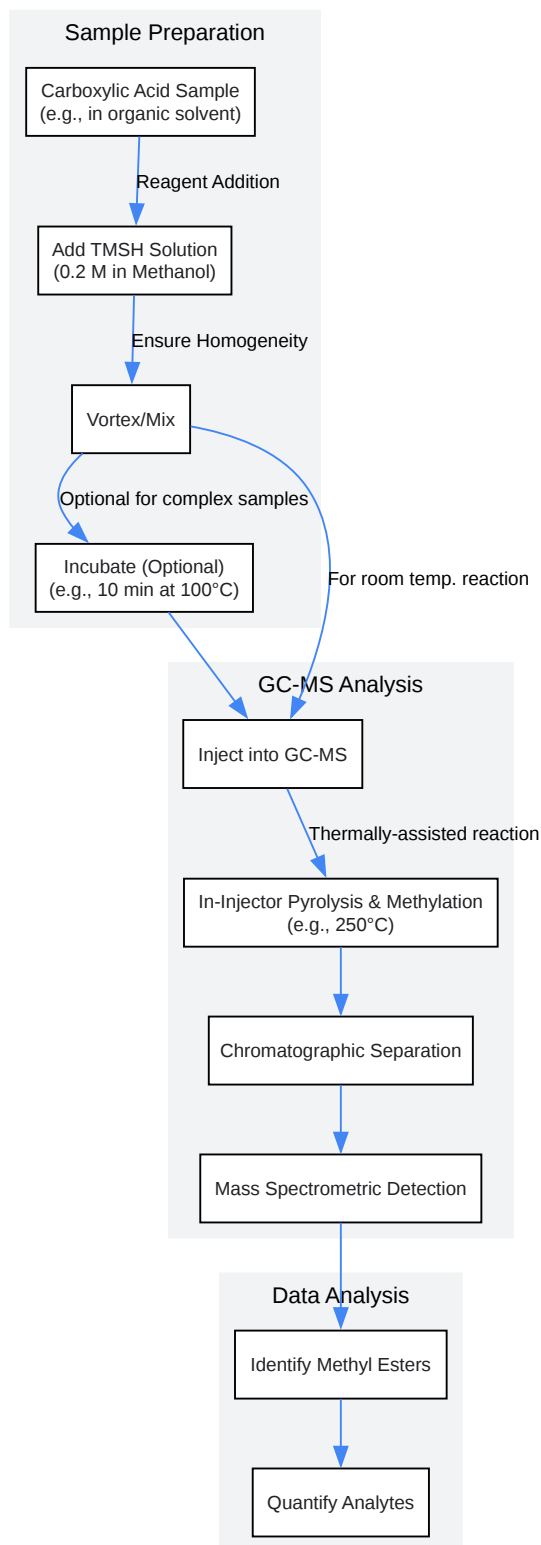 Sample Preparation
Carboxylic Acid Sample
(e.g., in organic solvent)
Reagent Addition
Add TMSH Solution
(0.2 M in Methanol)
Ensure Homogeneity
Vortex/Mix
Optional for complex samples
Incubate (Optional)
(e.g., 10 min at 100°C)
For room temp. reaction
GC-MS Analysis
Inject into GC-MS
Thermally-assisted reaction
In-Injector Pyrolysis & Methylation
(e.g., 250°C)
Chromatographic Separation
Mass Spectrometric Detection
Data Analysis
Identify Methyl Esters
Quantify Analytes